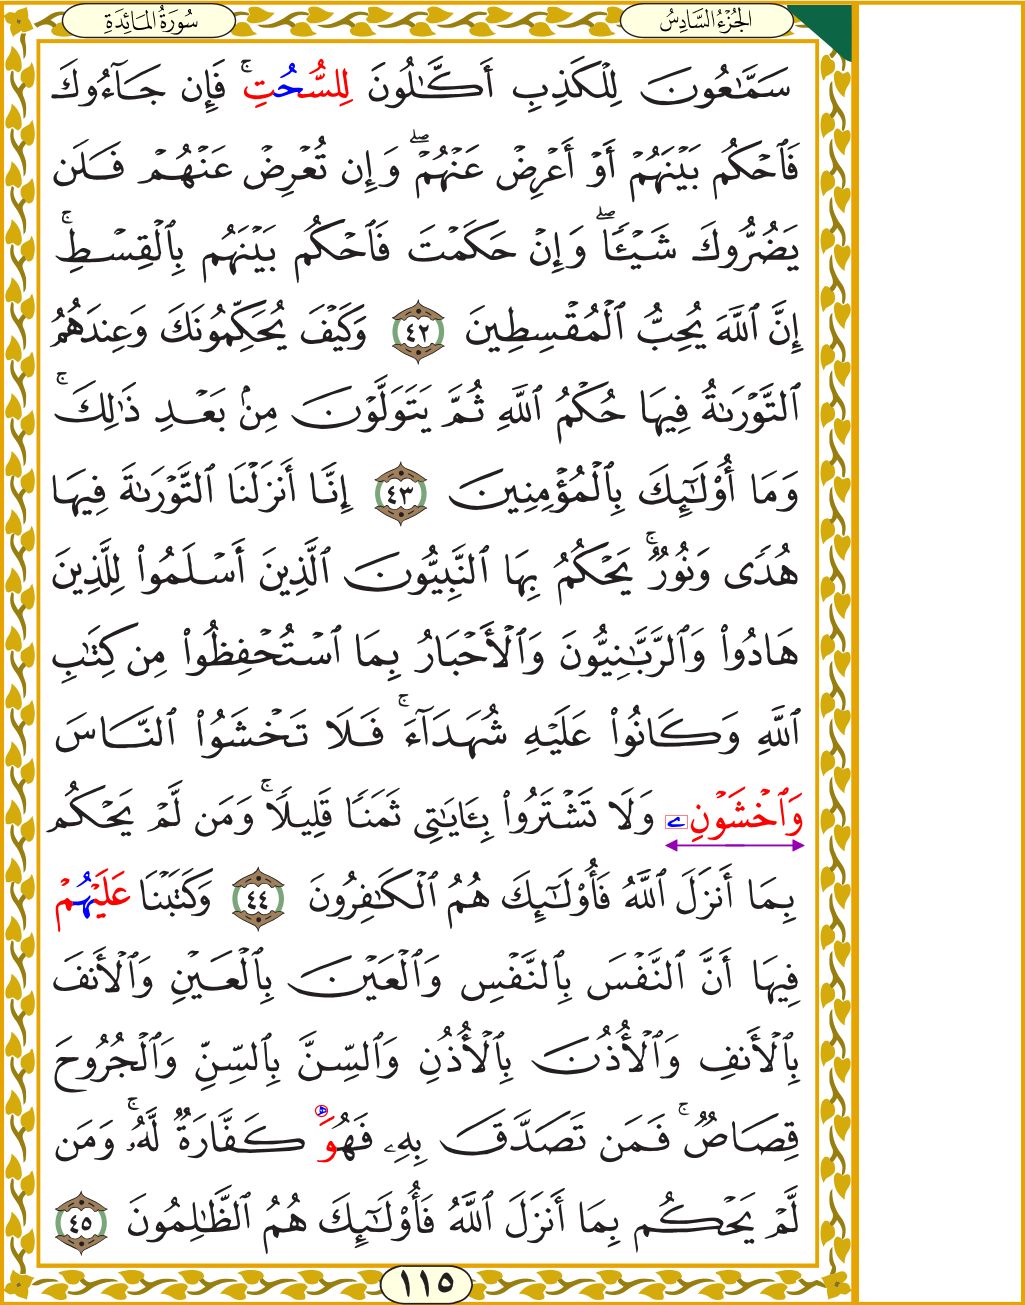 الجُزْءُ السَّادِسُ
سُورَةُ المَائِدَةِ
سَمَّٰعُونَ لِلۡكَذِبِ أَكَّٰلُونَ لِلسُّحُتِۚ فَإِن جَآءُوكَ
فَٱحۡكُم بَيۡنَهُمۡ أَوۡ أَعۡرِضۡ عَنۡهُمۡۖ وَإِن تُعۡرِضۡ عَنۡهُمۡ فَلَن
يَضُرُّوكَ شَيۡـٔٗاۖ وَإِنۡ حَكَمۡتَ فَٱحۡكُم بَيۡنَهُم بِٱلۡقِسۡطِۚ
إِنَّ ٱللَّهَ يُحِبُّ ٱلۡمُقۡسِطِينَ ٤٢ وَكَيۡفَ يُحَكِّمُونَكَ وَعِندَهُمُ
ٱلتَّوۡرَىٰةُ فِيهَا حُكۡمُ ٱللَّهِ ثُمَّ يَتَوَلَّوۡنَ مِنۢ بَعۡدِ ذَٰلِكَۚ
وَمَا أُوْلَٰٓئِكَ بِٱلۡمُؤۡمِنِينَ ٤٣ إِنَّا أَنزَلۡنَا ٱلتَّوۡرَىٰةَ فِيهَا
هُدٗى وَنُورٞۚ يَحۡكُمُ بِهَا ٱلنَّبِيُّونَ ٱلَّذِينَ أَسۡلَمُواْ لِلَّذِينَ
هَادُواْ وَٱلرَّبَّٰنِيُّونَ وَٱلۡأَحۡبَارُ بِمَا ٱسۡتُحۡفِظُواْ مِن كِتَٰبِ
ٱللَّهِ وَكَانُواْ عَلَيۡهِ شُهَدَآءَۚ فَلَا تَخۡشَوُاْ ٱلنَّاسَ
وَٱخۡشَوۡنِۦ وَلَا تَشۡتَرُواْ بِـَٔايَٰتِي ثَمَنٗا قَلِيلٗاۚ وَمَن لَّمۡ يَحۡكُم
بِمَا أَنزَلَ ٱللَّهُ فَأُوْلَٰٓئِكَ هُمُ ٱلۡكَٰفِرُونَ ٤٤ وَكَتَبۡنَا عَلَيۡهُمۡ
فِيهَا أَنَّ ٱلنَّفۡسَ بِٱلنَّفۡسِ وَٱلۡعَيۡنَ بِٱلۡعَيۡنِ وَٱلۡأَنفَ
بِٱلۡأَنفِ وَٱلۡأُذُنَ بِٱلۡأُذُنِ وَٱلسِّنَّ بِٱلسِّنِّ وَٱلۡجُرُوحَ
قِصَاصٞۚ فَمَن تَصَدَّقَ بِهِۦ فَهُوَ كَفَّارَةٞ لَّهُۥۚ وَمَن
لَّمۡ يَحۡكُم بِمَا أَنزَلَ ٱللَّهُ فَأُوْلَٰٓئِكَ هُمُ ٱلظَّٰلِمُونَ ٤٥
١١٥